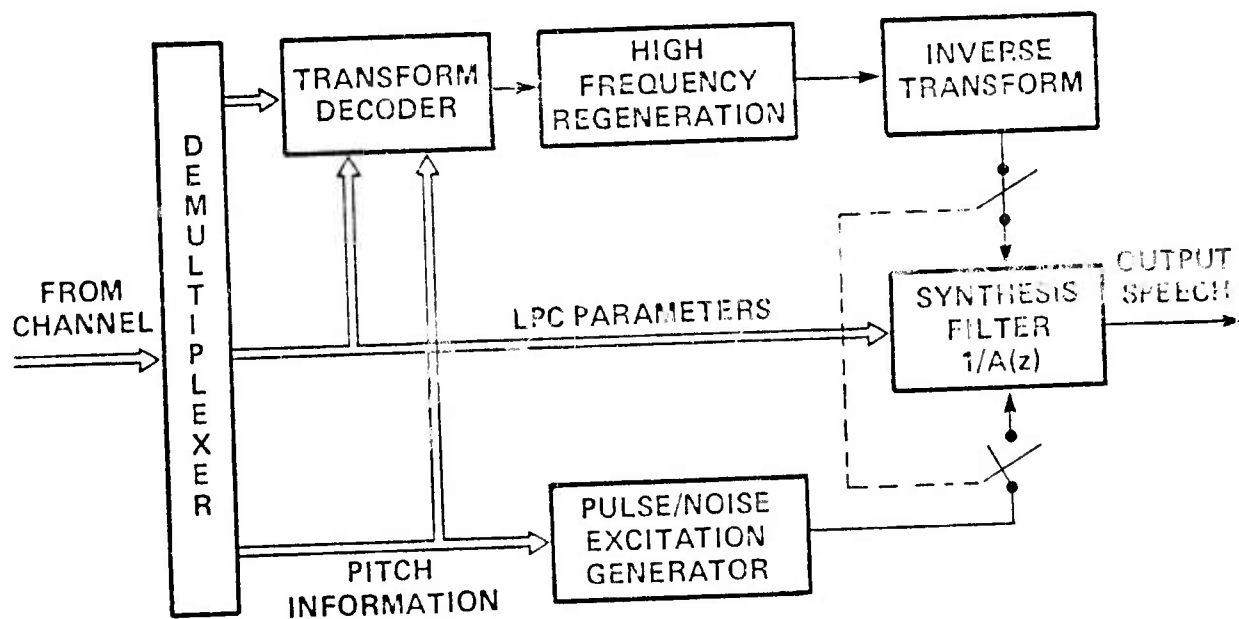 TRANSFORM
DECODER
HIGH
FREQUENCY
REGENERATION
INVERSE
TRANSFORM
DEMULTIPLEXER
FROM
CHANNEL
LPC PARAMETERS
SYNTHESIS
FILTER
1/A(z)
OUTPUT
SPEECH
PITCH
INFORMATION
PULSE/NOISE
EXCITATION
GENERATOR